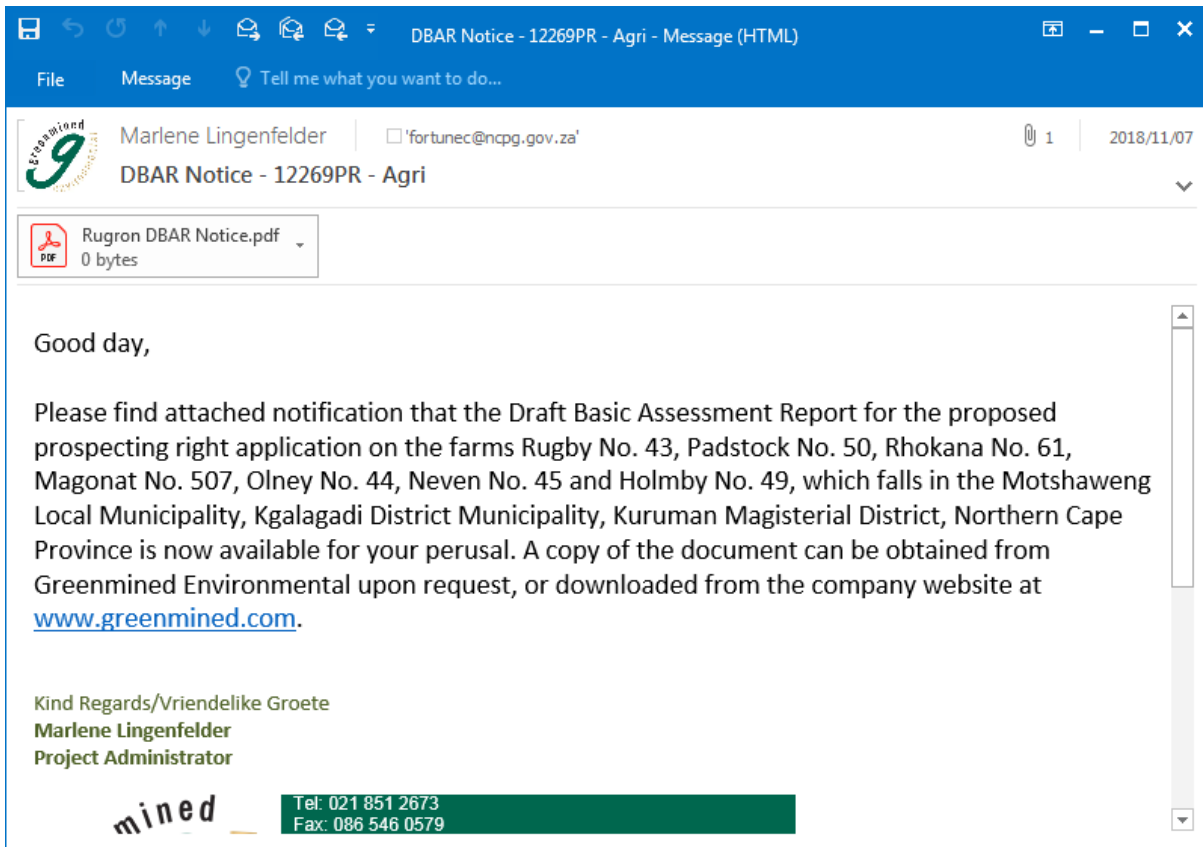 DBAR Notice - 12269PR - Agri - Message (HTML)
File Message Tell me what you want to do...
greenmined
Marlene Lingenfelder 'fortunec@ncpg.gov.za' 1 2018/11/07
DBAR Notice - 12269PR - Agri
Rugron DBAR Notice.pdf
PDF 0 bytes
Good day,
Please find attached notification that the Draft Basic Assessment Report for the proposed
prospecting right application on the farms Rugby No. 43, Padstock No. 50, Rhokana No. 61,
Magonat No. 507, Olney No. 44, Neven No. 45 and Holmby No. 49, which falls in the Motshaweng
Local Municipality, Kgalagadi District Municipality, Kuruman Magisterial District, Northern Cape
Province is now available for your perusal. A copy of the document can be obtained from
Greenmined Environmental upon request, or downloaded from the company website at
www.greenmined.com.
Kind Regards/Vriendelike Groete
Marlene Lingenfelder
Project Administrator
mined
Tel: 021 851 2673
Fax: 086 546 0579